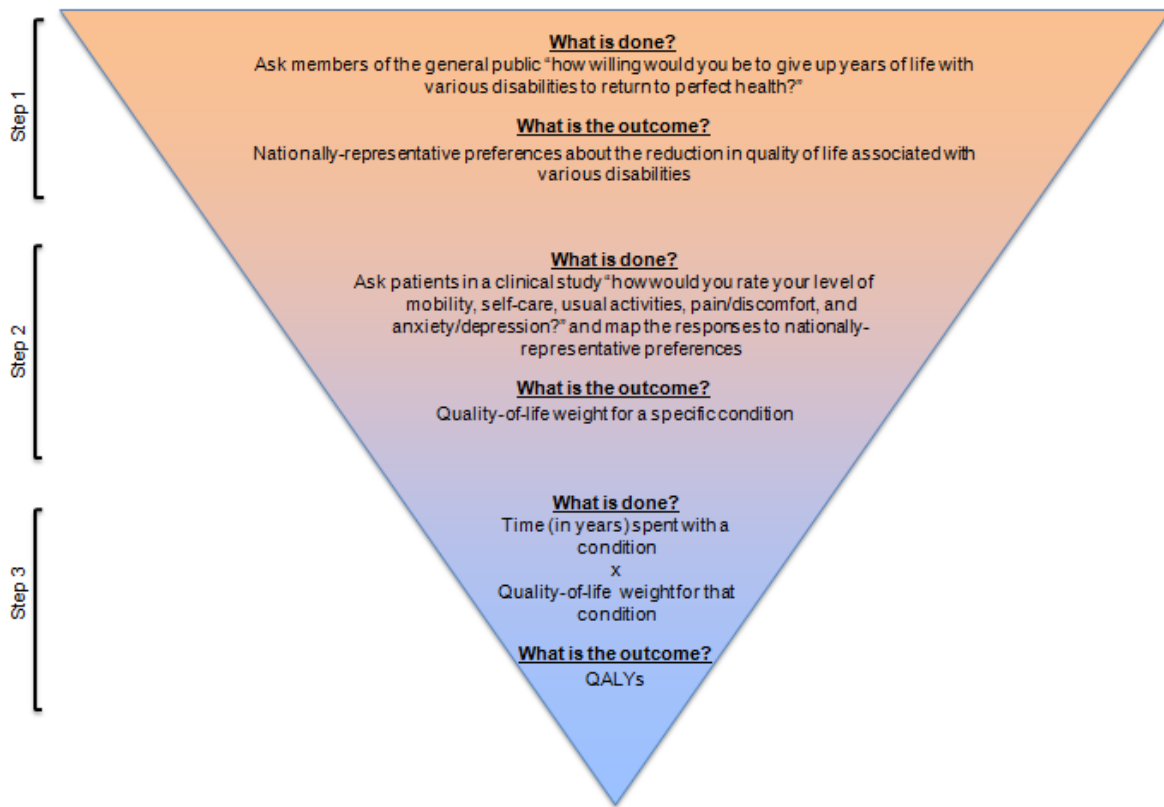 Step 1
What is done?
Ask members of the general public “how willing would you be to give up years of life with
various disabilities to return to perfect health?”
What is the outcome?
Nationally-representative preferences about the reduction in quality of life associated with
various disabilities
Step 2
What is done?
Ask patients in a clinical study “how would you rate your level of
mobility, self-care, usual activities, pain/discomfort, and
anxiety/depression?” and map the responses to nationally-
representative preferences
What is the outcome?
Quality-of-life weight for a specific condition
Step 3
What is done?
Time (in years) spent with a
condition
x
Quality-of-life weight for that
condition
What is the outcome?
QALYs